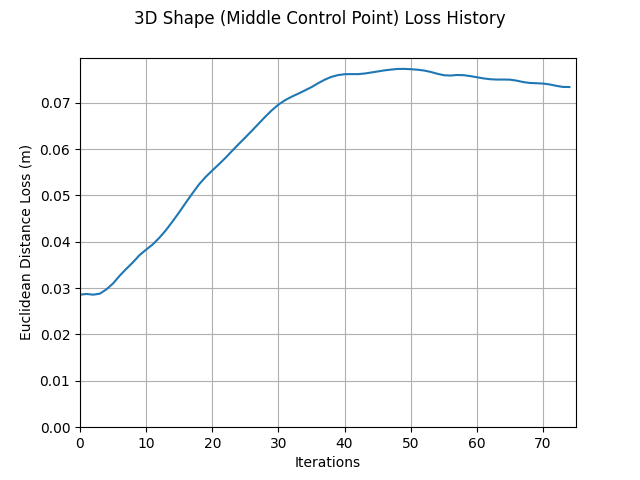 3D Shape (Middle Control Point) Loss History
Euclidean Distance Loss (m)
0.07
0.06
0.05
0.04
0.03
0.02
0.01
0.00
0 10 20 30 40 50 60 70
Iterations